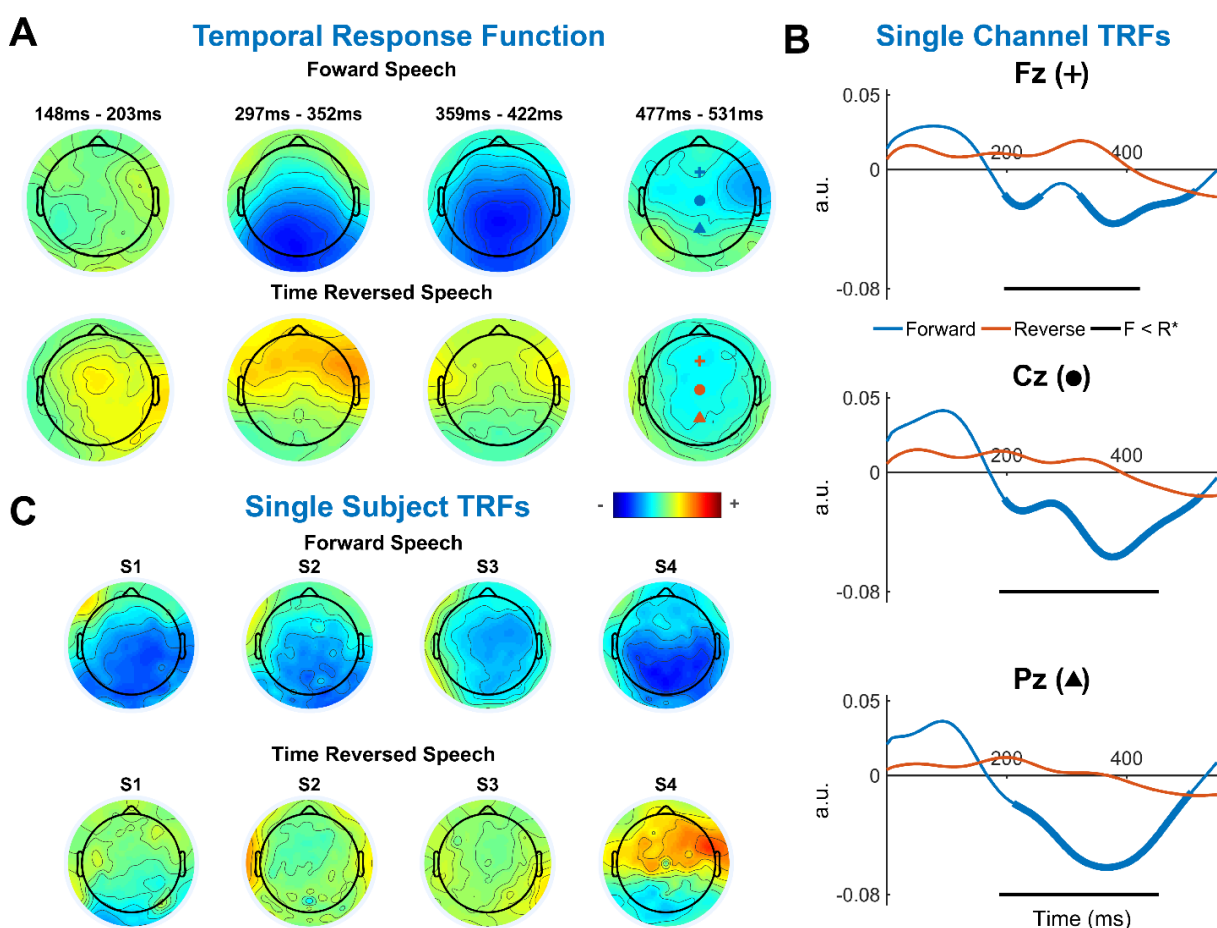 A
Temporal Response Function
Foward Speech
148ms - 203ms
297ms - 352ms
359ms - 422ms
477ms - 531ms
Time Reversed Speech
B
Single Channel TRFs
Fz (+)
0.05
0
-0.08
a.u.
200
400
Forward
Reverse
F < R*
Cz (●)
0.05
0
-0.08
a.u.
200
400
Pz (▲)
0.05
0
-0.08
a.u.
200
400
Time (ms)
C
Single Subject TRFs
- +
Forward Speech
S1
S2
S3
S4
Time Reversed Speech
S1
S2
S3
S4